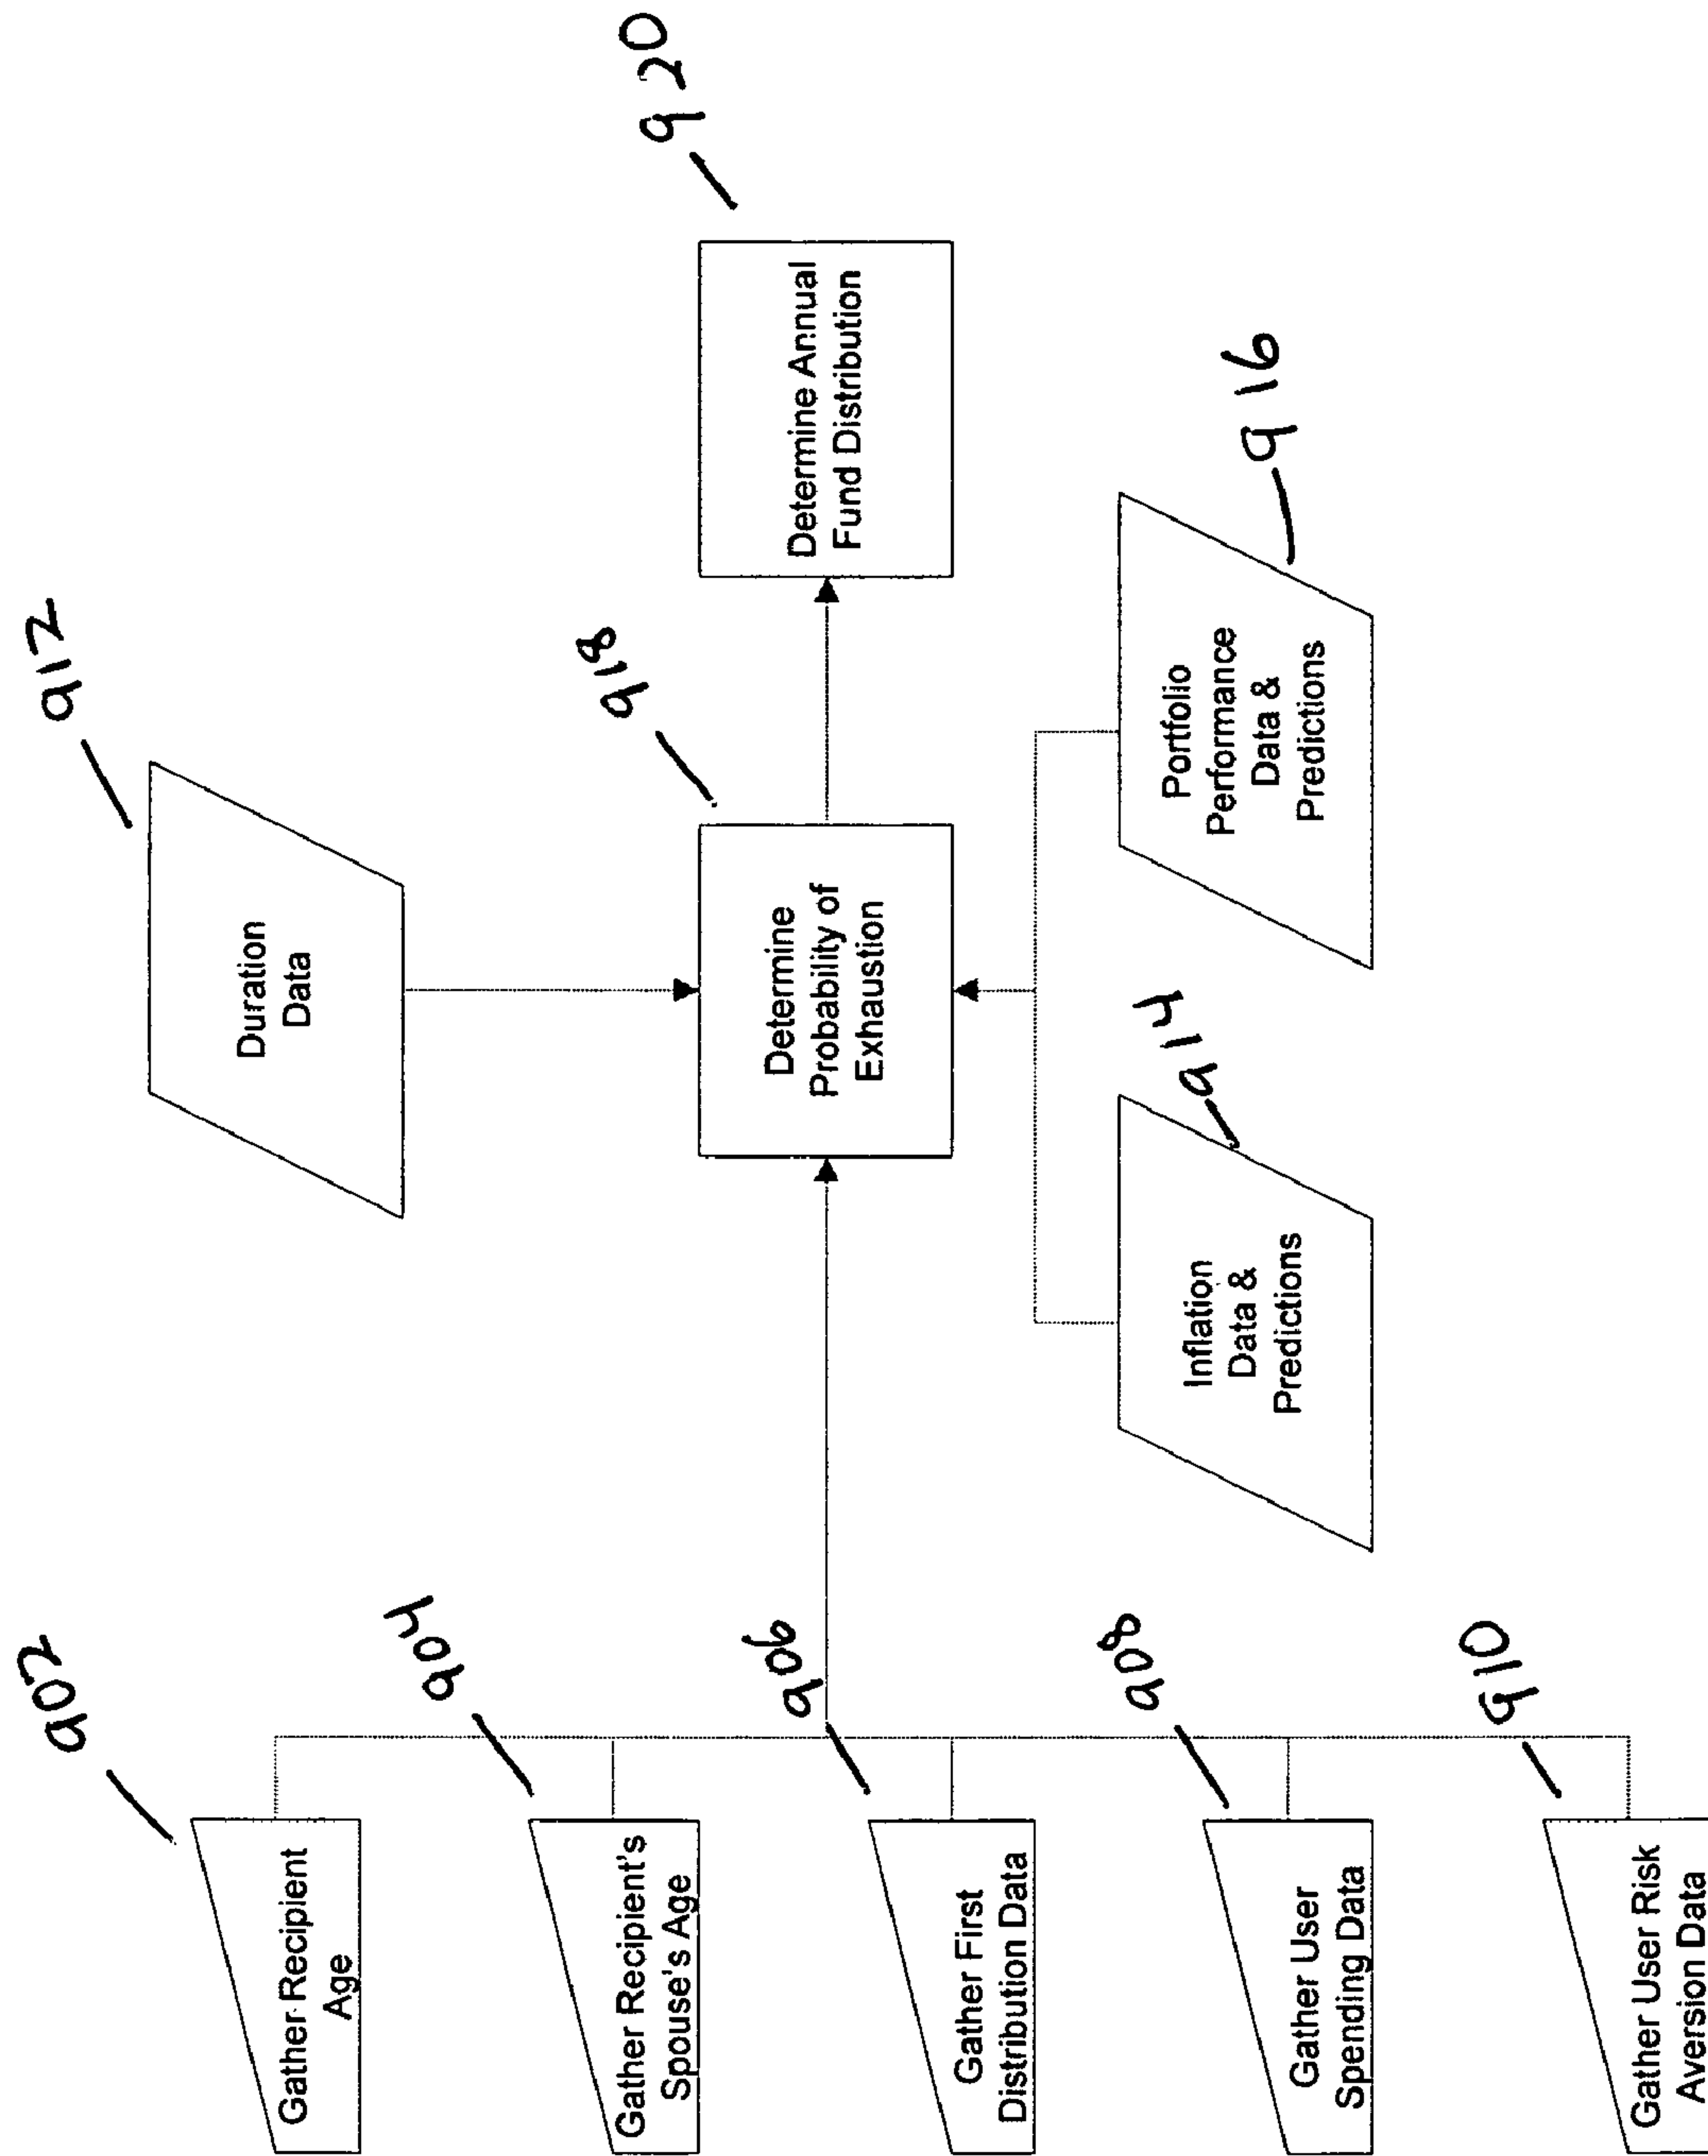 902
Gather Recipient
Age
904
Gather Recipient's
Spouse's Age
906
Gather First
Distribution Data
908
Gather User
Spending Data
910
Gather User Risk
Aversion Data
912
Duration
Data
918
Determine
Probability of
Exhaustion
914
Inflation
Data &
Predictions
916
Portfolio
Performance
Data &
Predictions
920
Determine Annual
Fund Distribution